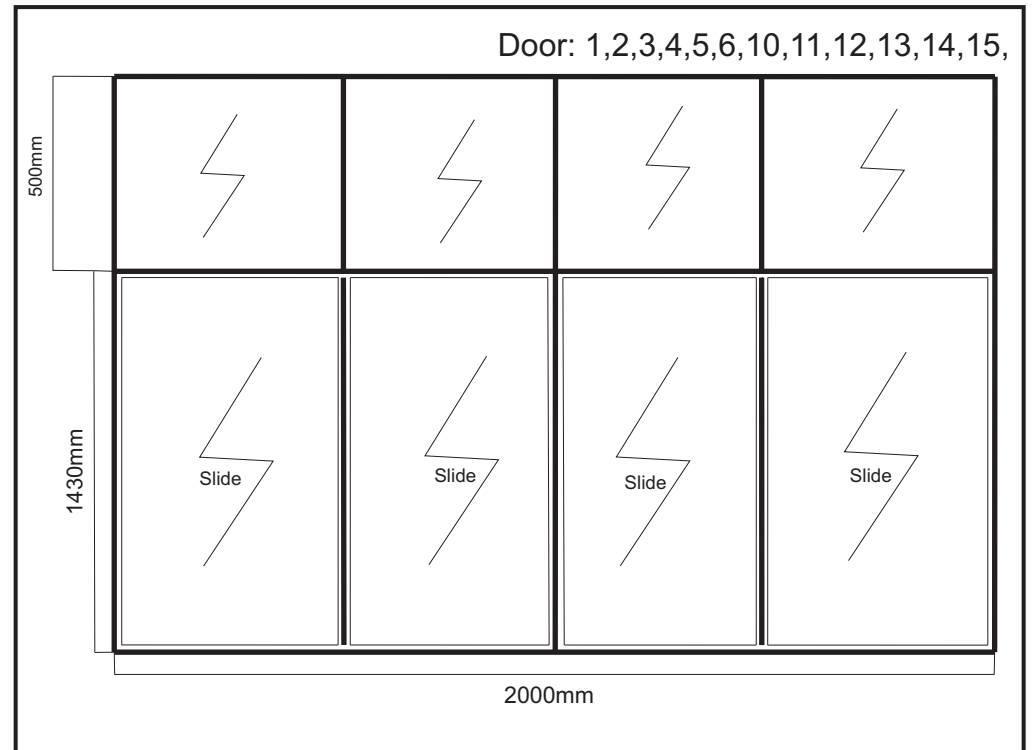 Door: 1,2,3,4,5,6,10,11,12,13,14,15,
500mm
1430mm
Slide
Slide
Slide
Slide
2000mm